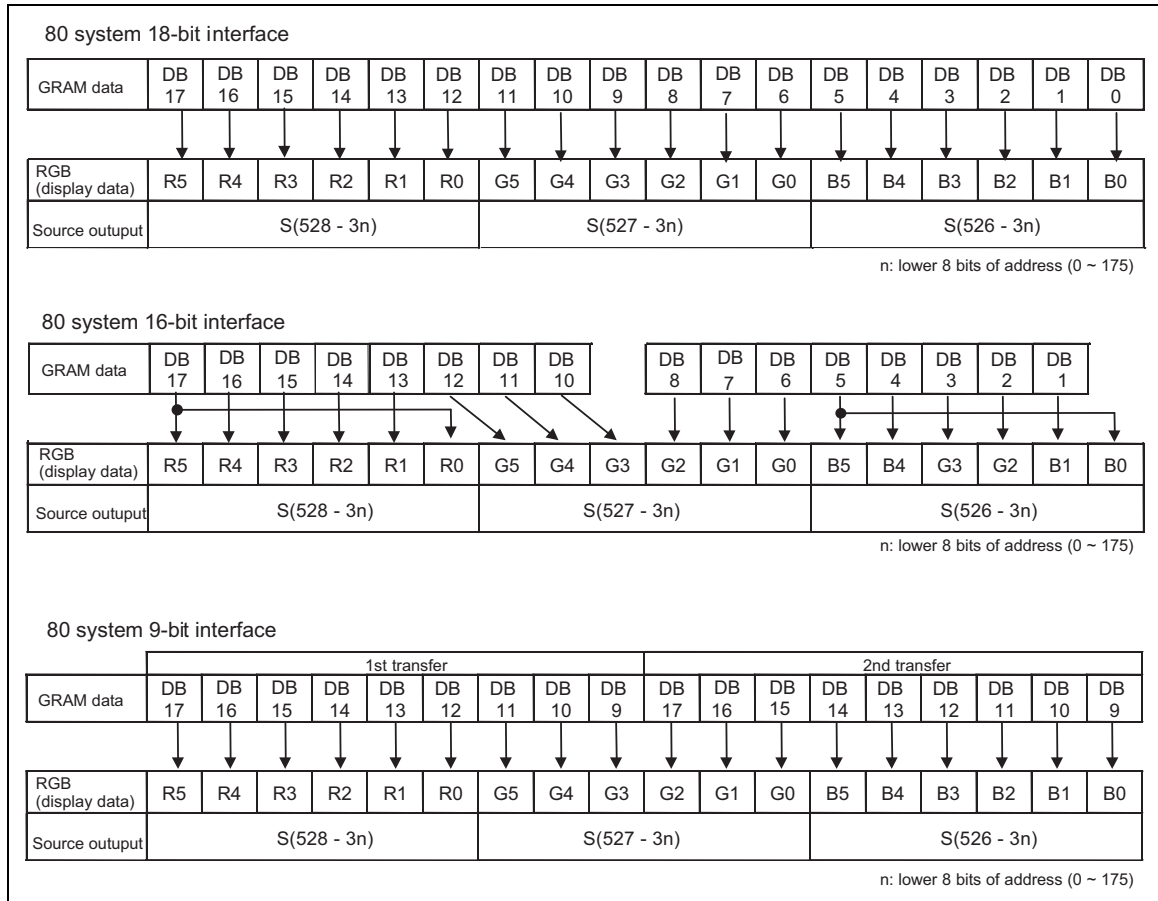 80 system 18-bit interface
GRAM data DB 17 DB 16 DB 15 DB 14 DB 13 DB 12 DB 11 DB 10 DB 9 DB 8 DB 7 DB 6 DB 5 DB 4 DB 3 DB 2 DB 1 DB 0
RGB (display data) R5 R4 R3 R2 R1 R0 G5 G4 G3 G2 G1 G0 B5 B4 B3 B2 B1 B0
Source outuput S(528 - 3n) S(527 - 3n) S(526 - 3n)
n: lower 8 bits of address (0 ~ 175)
80 system 16-bit interface
GRAM data DB 17 DB 16 DB 15 DB 14 DB 13 DB 12 DB 11 DB 10 DB 8 DB 7 DB 6 DB 5 DB 4 DB 3 DB 2 DB 1
RGB (display data) R5 R4 R3 R2 R1 R0 G5 G4 G3 G2 G1 G0 B5 B4 G3 G2 B1 B0
Source outuput S(528 - 3n) S(527 - 3n) S(526 - 3n)
n: lower 8 bits of address (0 ~ 175)
80 system 9-bit interface
1st transfer 2nd transfer
GRAM data DB 17 DB 16 DB 15 DB 14 DB 13 DB 12 DB 11 DB 10 DB 9 DB 17 DB 16 DB 15 DB 14 DB 13 DB 12 DB 11 DB 10 DB 9
RGB (display data) R5 R4 R3 R2 R1 R0 G5 G4 G3 G2 G1 G0 B5 B4 B3 B2 B1 B0
Source outuput S(528 - 3n) S(527 - 3n) S(526 - 3n)
n: lower 8 bits of address (0 ~ 175)